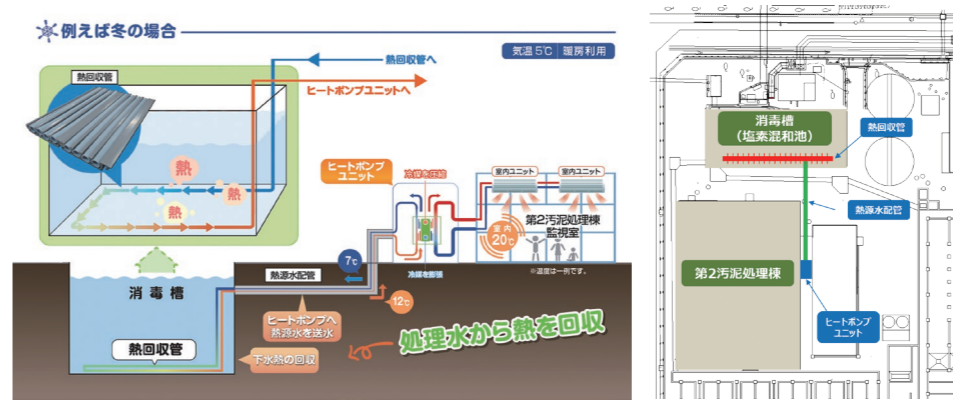 例えば冬の場合
気温5℃ 暖房利用
熱回収管
熱回収管へ
ヒートポンプユニットへ
熱
熱
熱
ヒートポンプ
ユニット
冷媒を圧縮
室内ユニット
室内ユニット
第2汚泥処理棟
監視室
室内
20℃
冷媒を膨張
※温度は一例です。
7℃
熱源水配管
12℃
消毒槽
ヒートポンプへ
熱源水を送水
処理水から熱を回収
熱回収管
下水熱の回収
消毒槽
(塩素混和池)
熱回収管
熱源水配管
第2汚泥処理棟
ヒートポンプ
ユニット